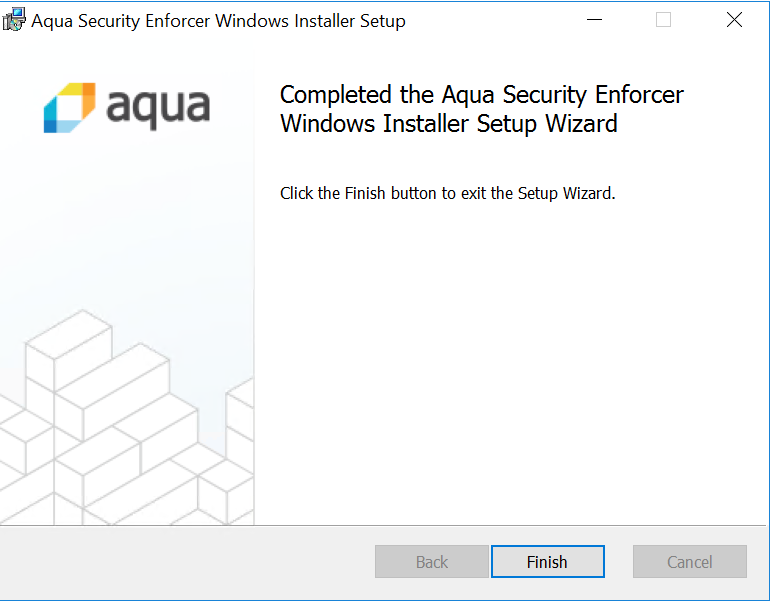 Aqua Security Enforcer Windows Installer Setup
aqua
Completed the Aqua Security Enforcer
Windows Installer Setup Wizard
Click the Finish button to exit the Setup Wizard.
Back
Finish
Cancel